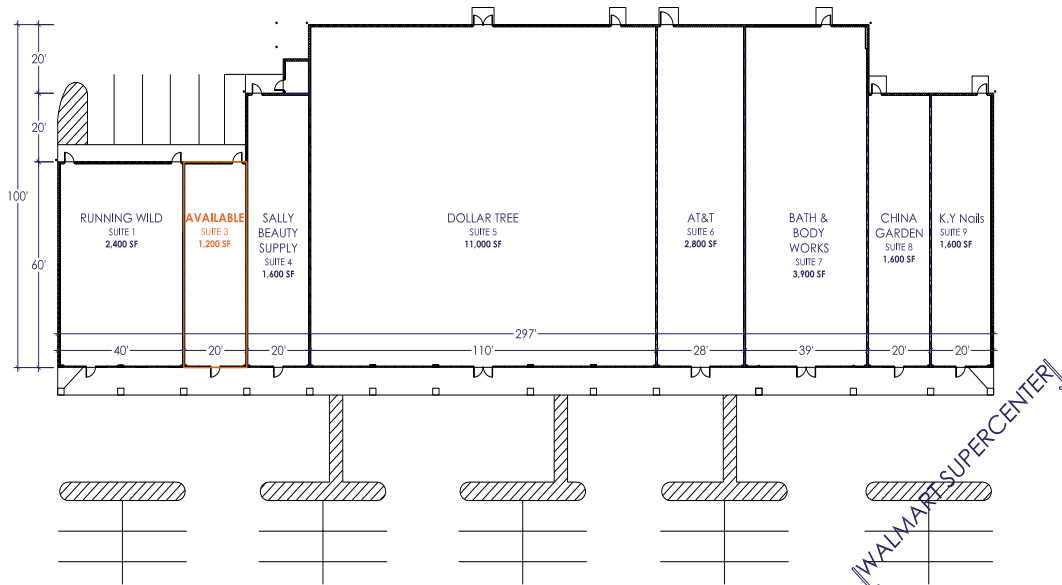 20'
20'
100'
60'
RUNNING WILD
SUITE 1
2,400 SF
AVAILABLE
SUITE 3
1,200 SF
SALLY
BEAUTY
SUPPLY
SUITE 4
1,600 SF
DOLLAR TREE
SUITE 5
11,000 SF
AT&T
SUITE 6
2,800 SF
BATH &
BODY
WORKS
SUITE 7
3,900 SF
CHINA
GARDEN
SUITE 8
1,600 SF
K.Y Nails
SUITE 9
1,600 SF
297'
40'
20'
20'
110'
28'
39'
20'
20'
WALMART SUPERCENTER